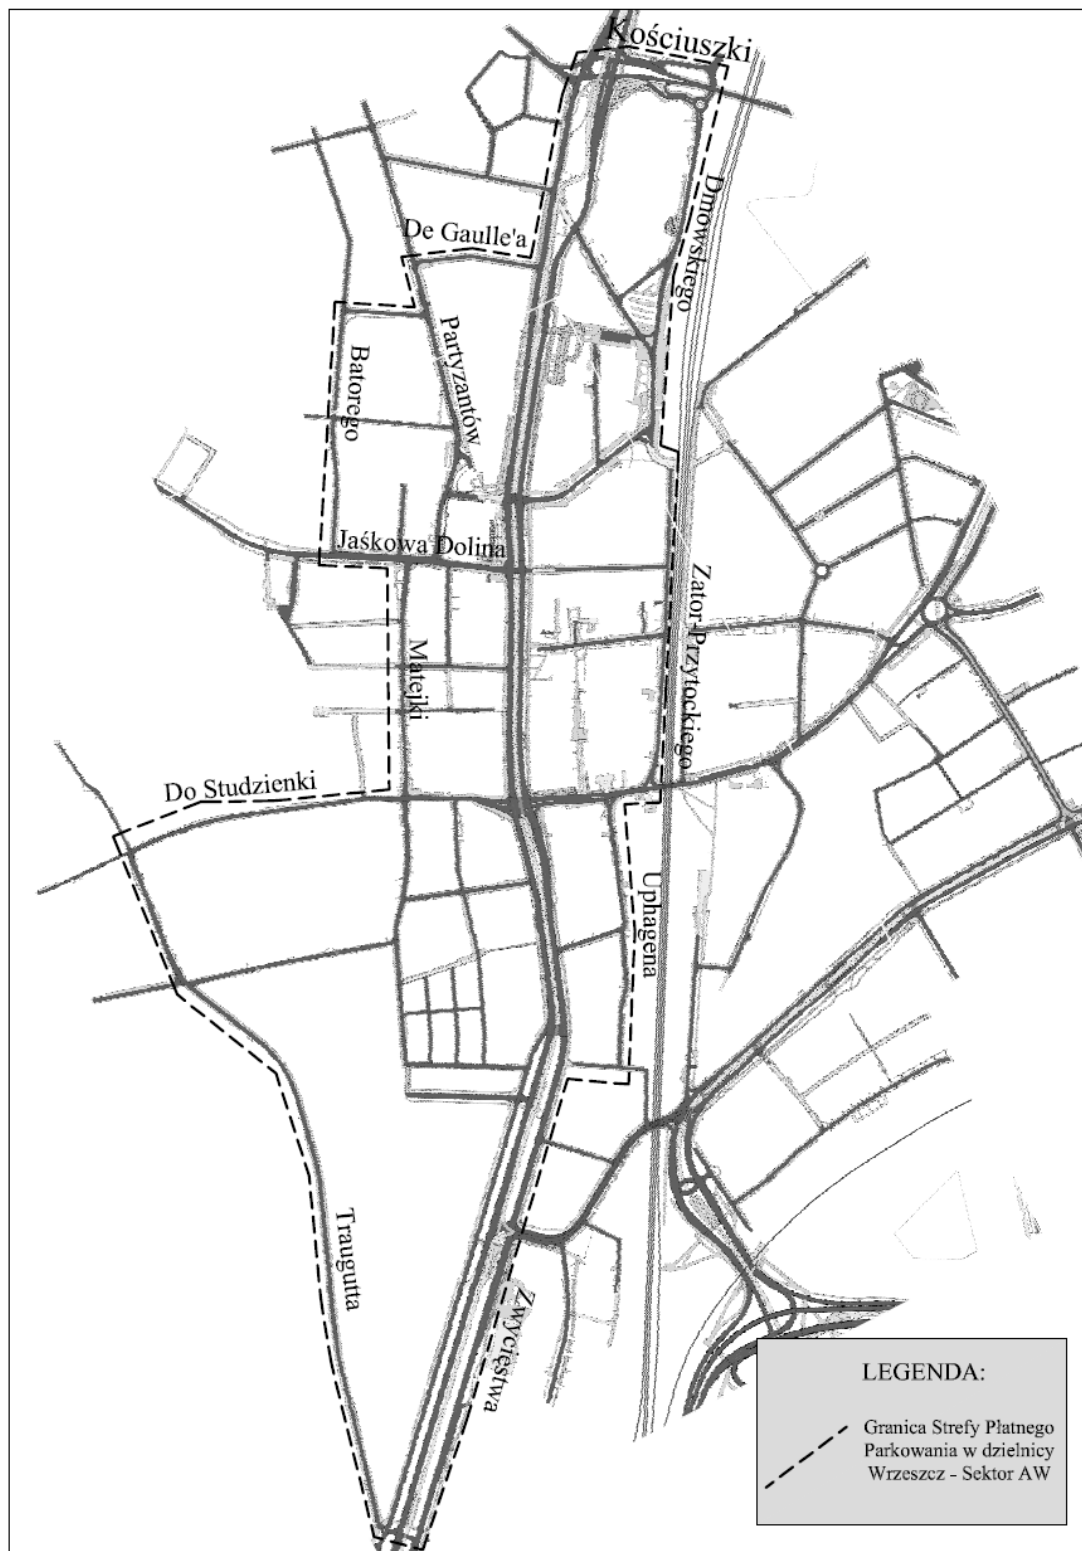 Kościuszki
Dmowskiego
De Gaulle'a
Partyzantów
Batorego
Jaśkowa Dolina
Zator-Przytockiego
Matejki
Do Studzienki
Uphagena
Traugutta
Zwycięstwa
LEGENDA:
Granica Strefy Płatnego
Parkowania w dzielnicy
Wrzeszcz - Sektor AW